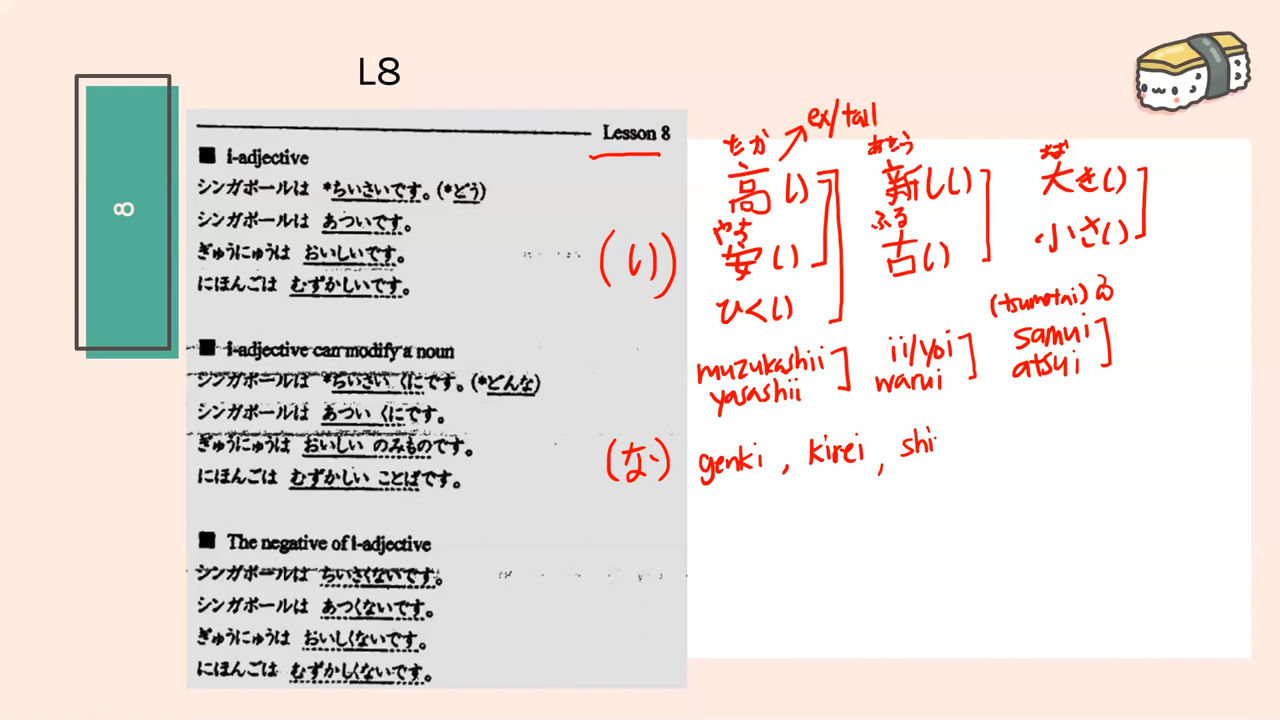 L8
8
Lesson 8
■ i-adjective
シンガポールは *ちいさいです。(*どう)
シンガポールは あついです。
ぎゅうにゅうは おいしいです。
にほんごは むずかしいです。
■ i-adjective can modify a noun
シンガポールは *ちいさい くにです。(*どんな)
シンガポールは あつい くにです。
ぎゅうにゅうは おいしい のみものです。
にほんごは むずかしい ことばです。
■ The negative of i-adjective
シンガポールは ちいさくないです。
シンガポールは あつくないです。
ぎゅうにゅうは おいしくないです。
にほんごは むずかしくないです。
ex/tall
たか
高い 新しい 大きい
ふる
(い) 安い 古い 小さい
ひくい
(tsumetai)
muzukashii ii/yoi samui
yasashii warui atsui
(な) genki , kirei , shi